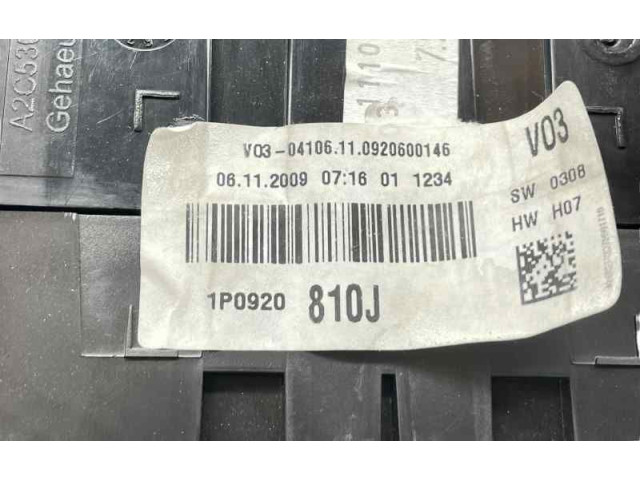 V03-04106.11.0920600146
06.11.2009 07:16 01 1234
1P0920 810J
V03
SW 0308
HW H07
A2C530
Gehaeu
11110